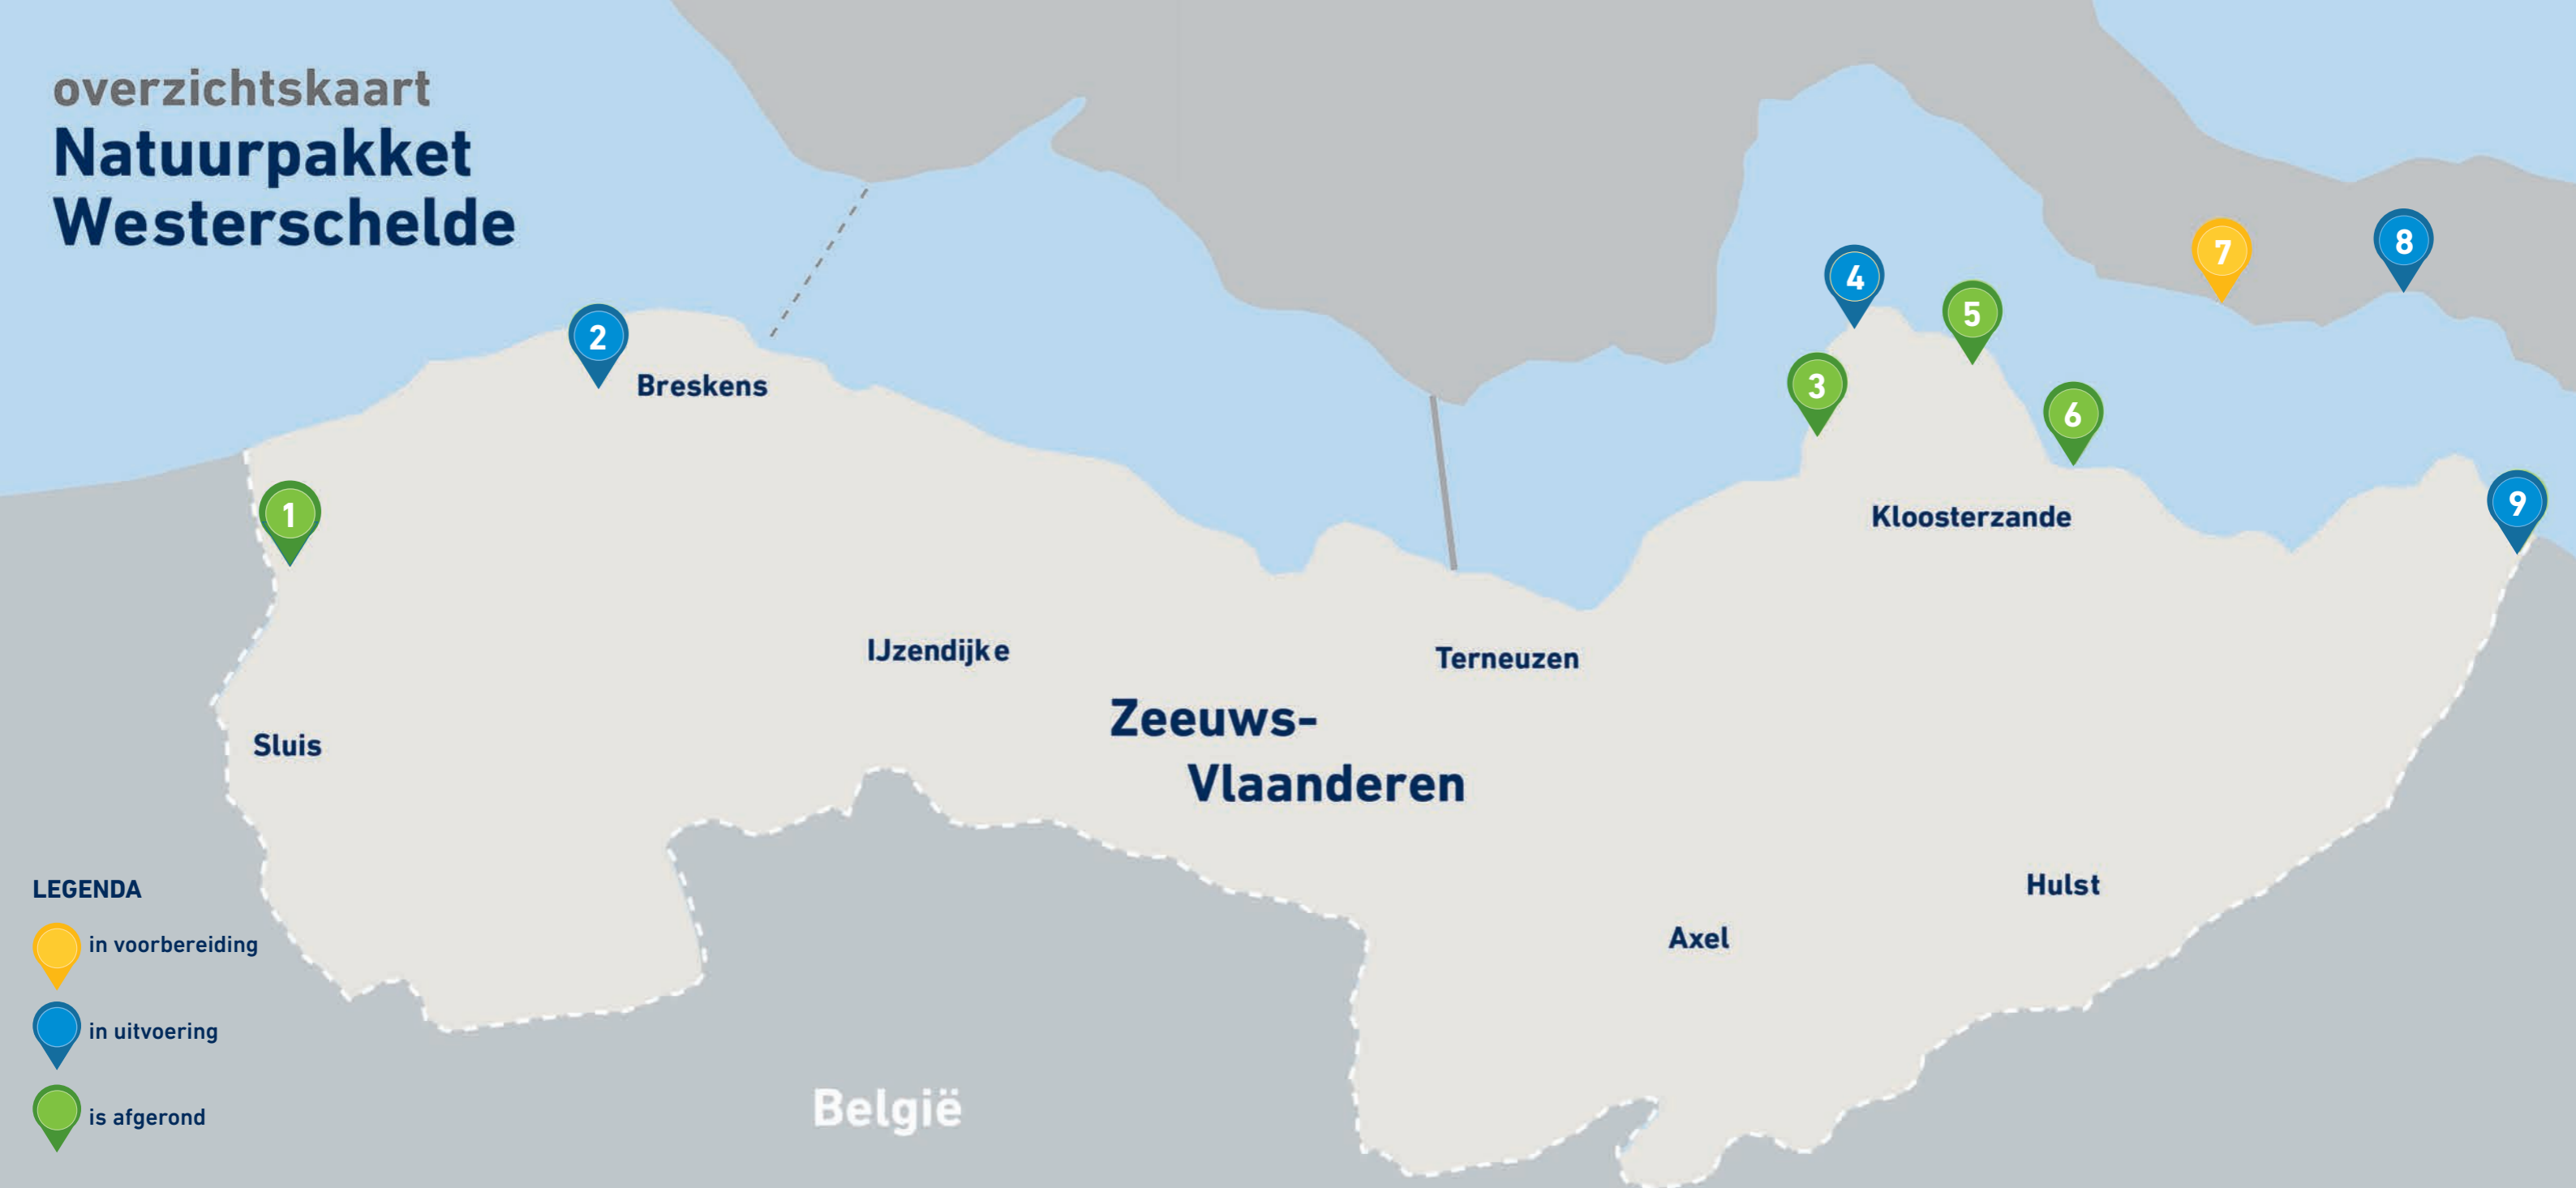 overzichtskaart
Natuurpakket
Westerschelde
8
7
4
5
2
3
Breskens
6
9
1
Kloosterzande
IJzendijke
Terneuzen
Zeeuws-
Vlaanderen
Sluis
LEGENDA
Hulst
in voorbereiding
Axel
in uitvoering
België
is afgerond